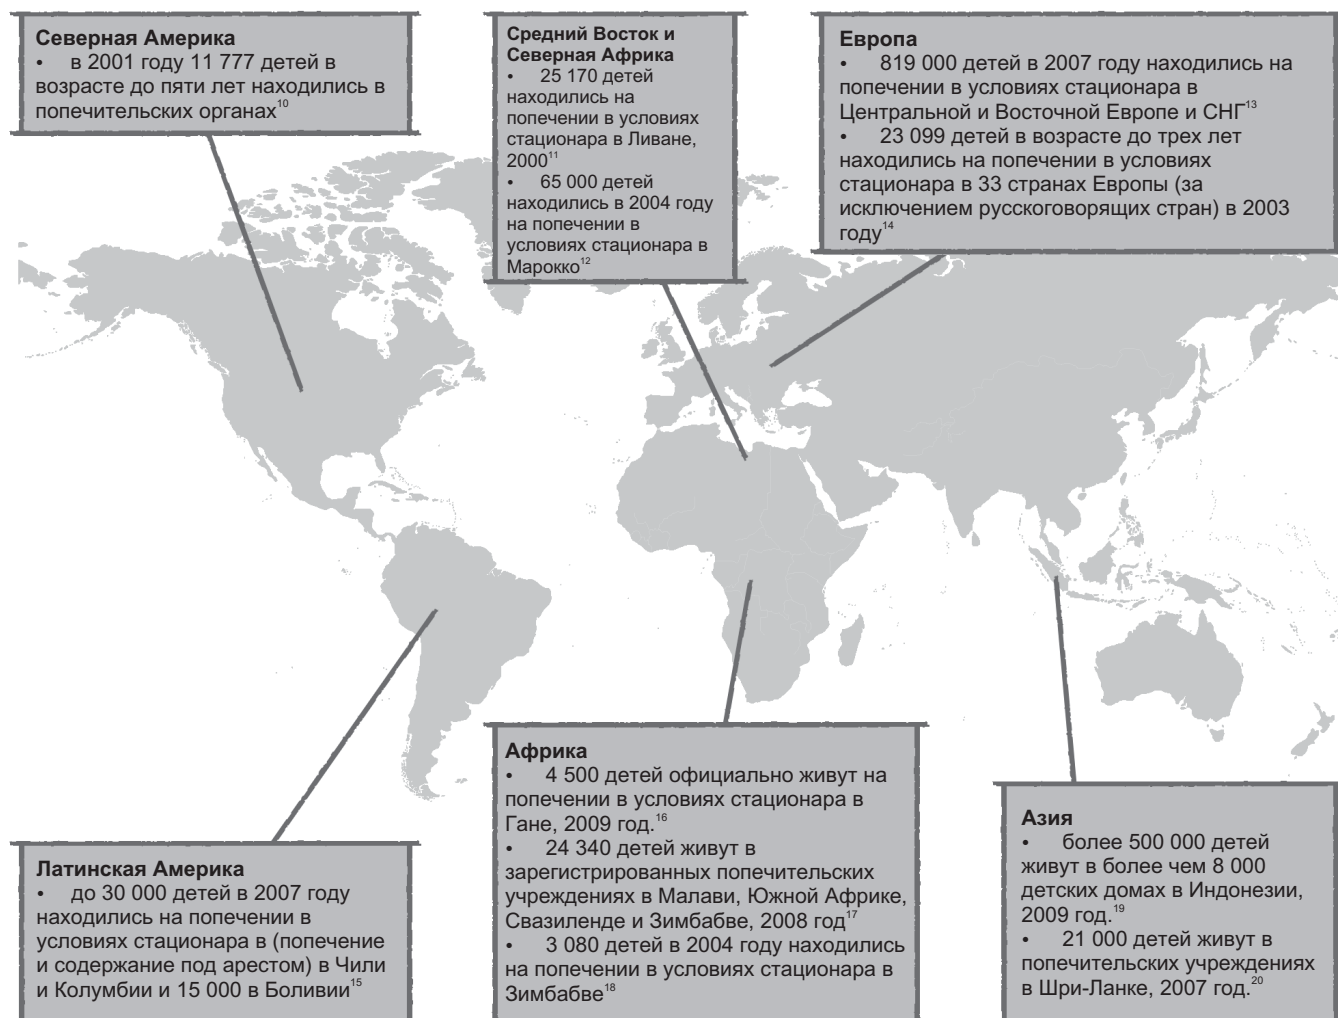 Северная Америка
• в 2001 году 11 777 детей в
возрасте до пяти лет находились в
попечительских органах10
Средний Восток и
Северная Африка
• 25 170 детей
находились на
попечении в условиях
стационара в Ливане,
200011
• 65 000 детей
находились в 2004 году
на попечении в
условиях стационара в
Марокко12
Европа
• 819 000 детей в 2007 году находились на
попечении в условиях стационара в
Центральной и Восточной Европе и СНГ13
• 23 099 детей в возрасте до трех лет
находились на попечении в условиях
стационара в 33 странах Европы (за
исключением русскоговорящих стран) в 2003
году14
Латинская Америка
• до 30 000 детей в 2007 году
находились на попечении в
условиях стационара в (попечение
и содержание под арестом) в Чили
и Колумбии и 15 000 в Боливии15
Африка
• 4 500 детей официально живут на
попечении в условиях стационара в
Гане, 2009 год.16
• 24 340 детей живут в
зарегистрированных попечительских
учреждениях в Малави, Южной Африке,
Свазиленде и Зимбабве, 2008 год17
• 3 080 детей в 2004 году находились
на попечении в условиях стационара в
Зимбабве18
Азия
• более 500 000 детей
живут в более чем 8 000
детских домах в Индонезии,
2009 год.19
• 21 000 детей живут в
попечительских учреждениях
в Шри-Ланке, 2007 год.20